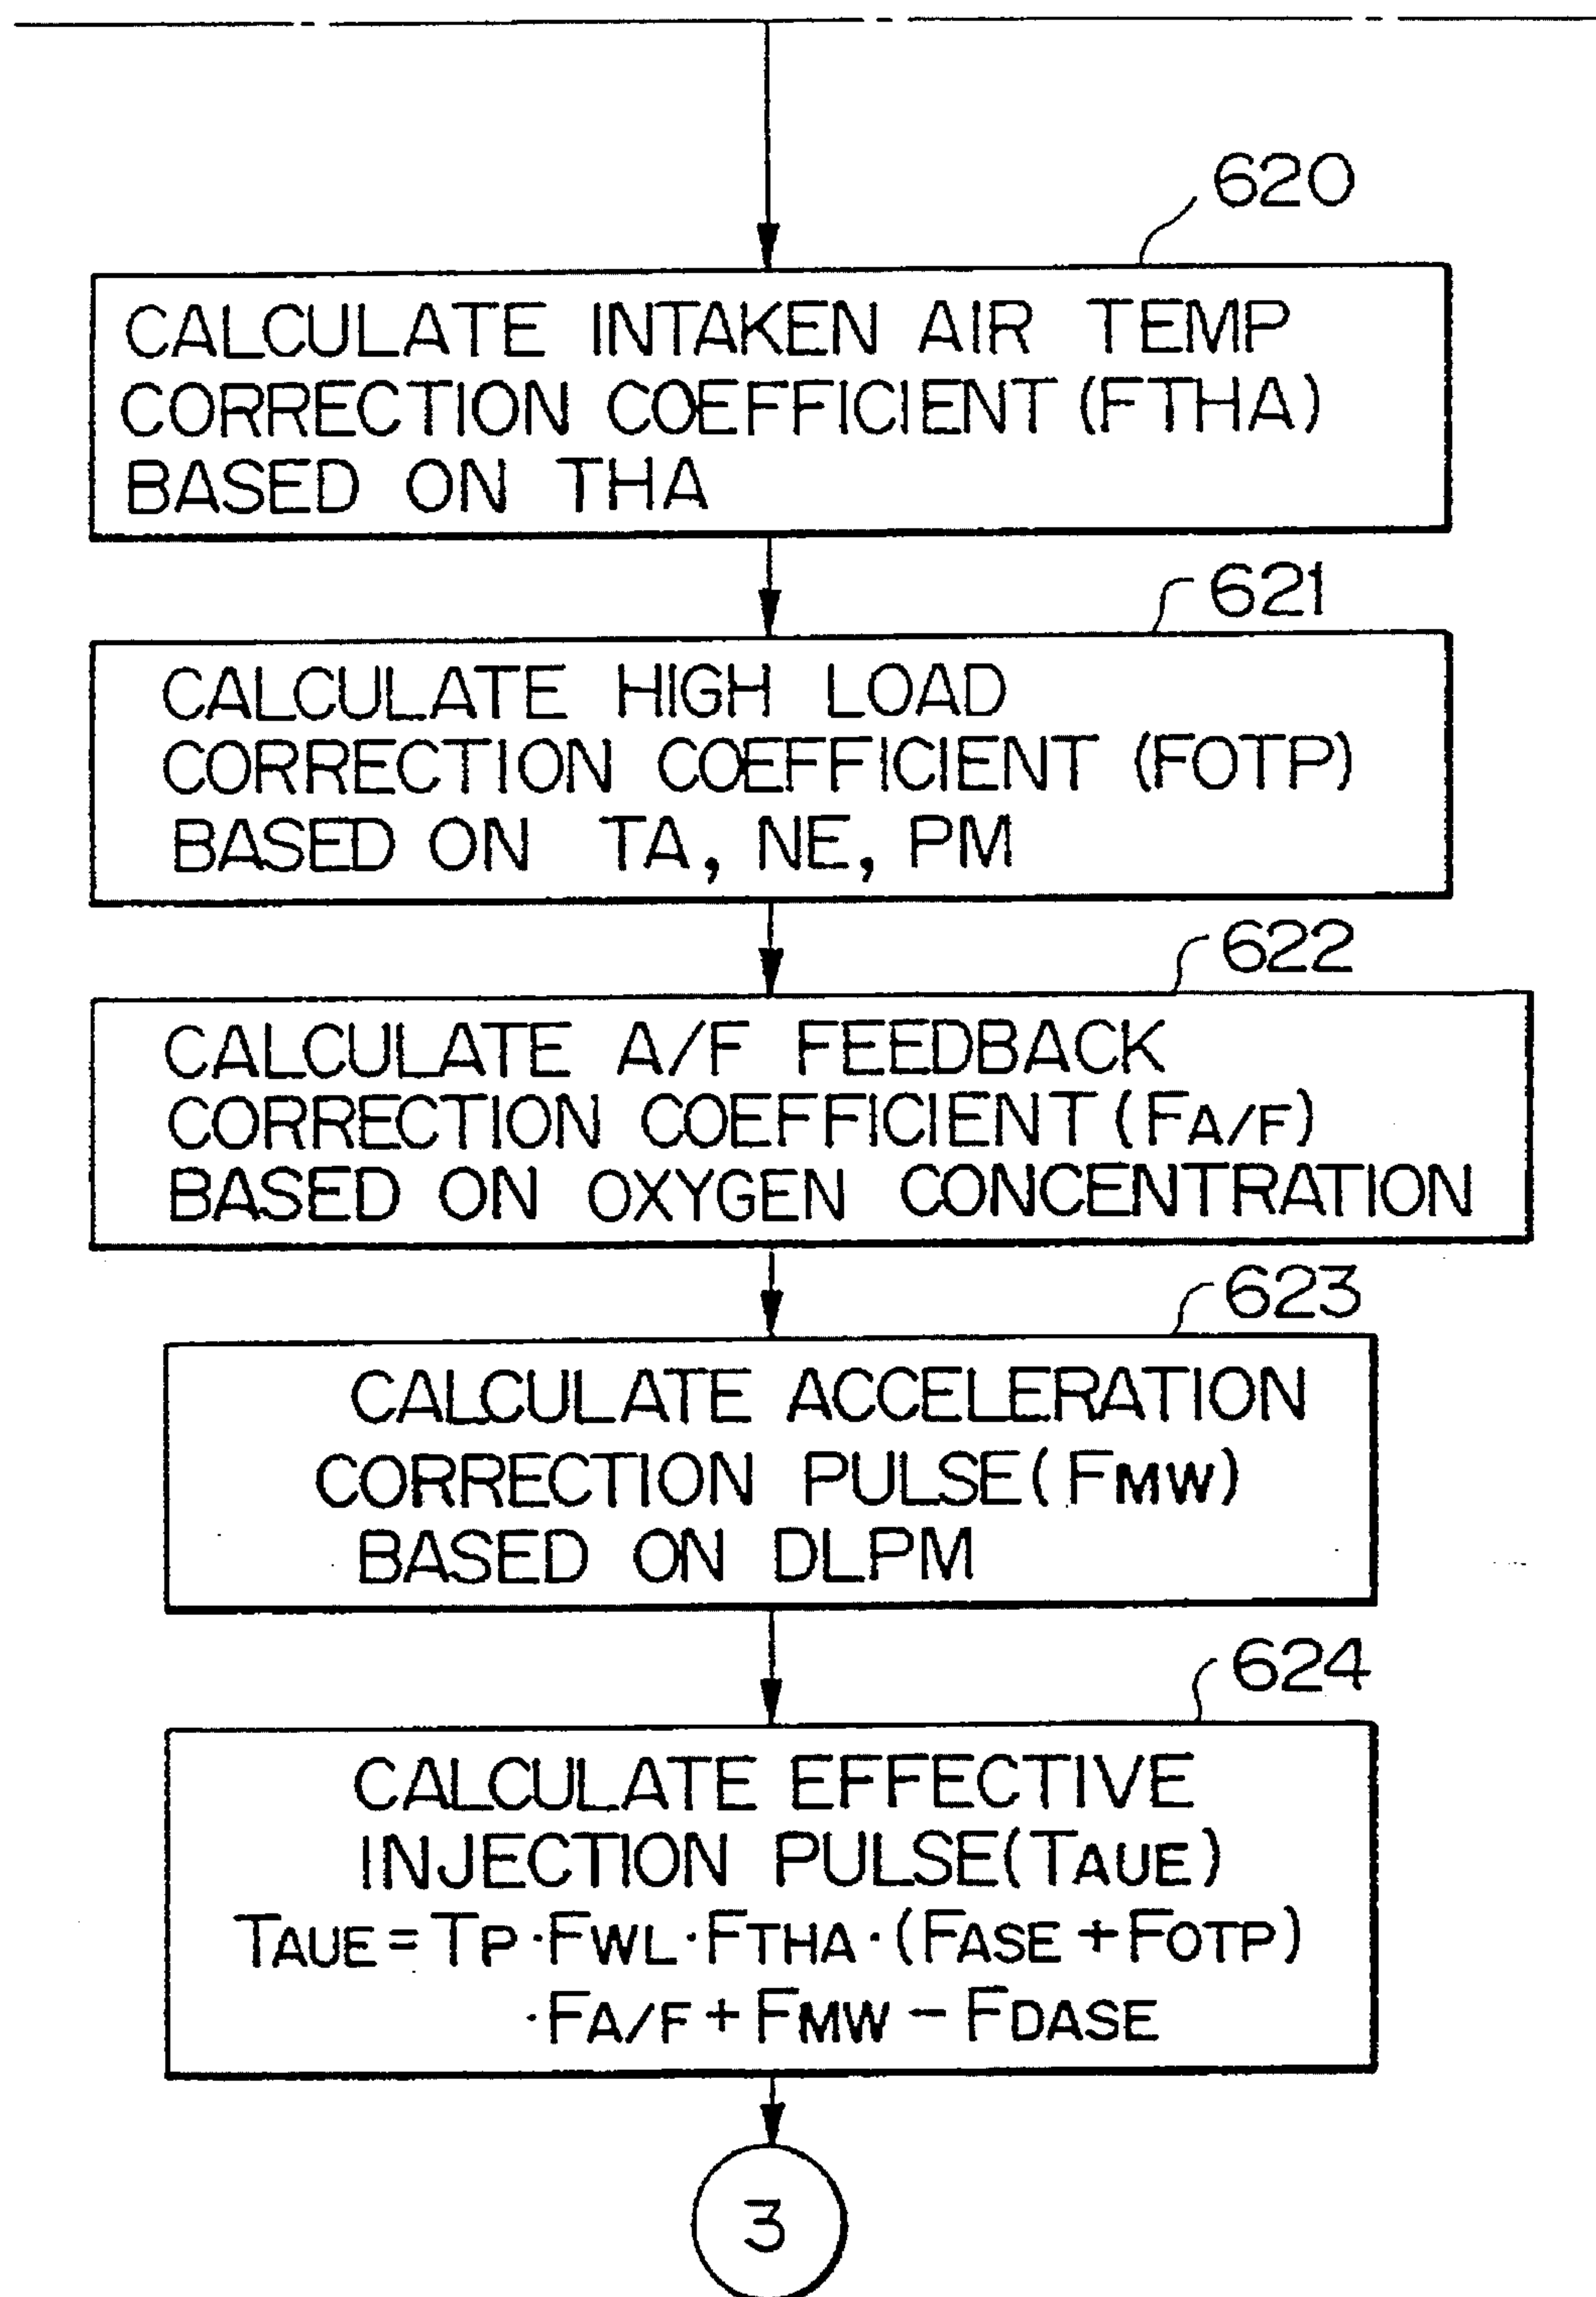 620
CALCULATE INTAKEN AIR TEMP
CORRECTION COEFFICIENT (FTHA)
BASED ON THA
621
CALCULATE HIGH LOAD
CORRECTION COEFFICIENT (FOTP)
BASED ON TA, NE, PM
622
CALCULATE A/F FEEDBACK
CORRECTION COEFFICIENT (FA/F)
BASED ON OXYGEN CONCENTRATION
623
CALCULATE ACCELERATION
CORRECTION PULSE (FMW)
BASED ON DLPM
624
CALCULATE EFFECTIVE
INJECTION PULSE (TAUE)
TAUE = TP · FWL · FTHA · (FASE + FOTP)
· FA/F + FMW − FDASE
3